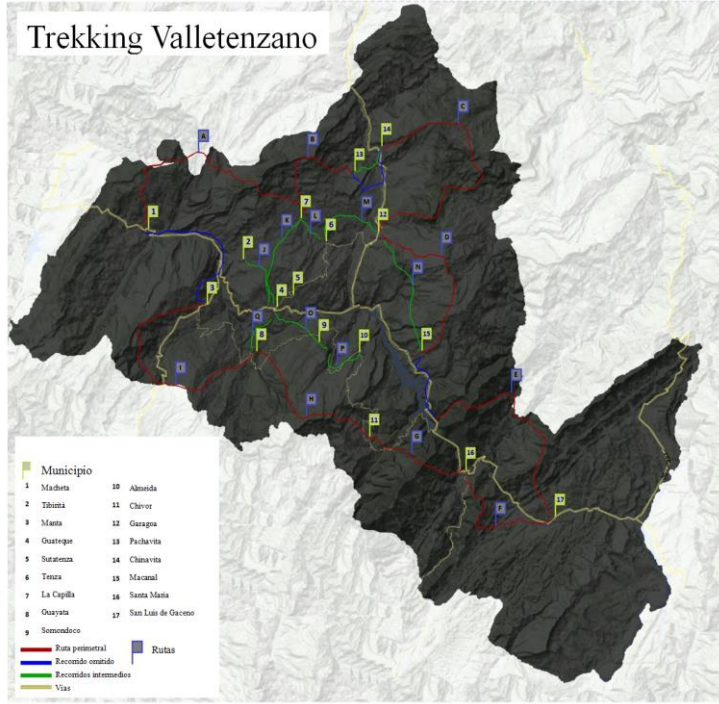 Trekking Valletenzano
A
B
C
14
13
1
7
K
L
M
12
6
2
J
D
N
5
3
4
O
9
Q
8
10
P
15
I
H
E
11
G
16
F
17
Municipio
1 Macheta
2 Tibirita
3 Manta
4 Guateque
5 Sutatenza
6 Tenza
7 La Capilla
8 Guayata
9 Somondoco
10 Almeida
11 Chivor
12 Garagoa
13 Pachavita
14 Chinavita
15 Macanal
16 Santa Maria
17 San Luis de Gaceno
Rutas
Ruta perimetral
Recorrido omitido
Recorridos intermedios
Vias